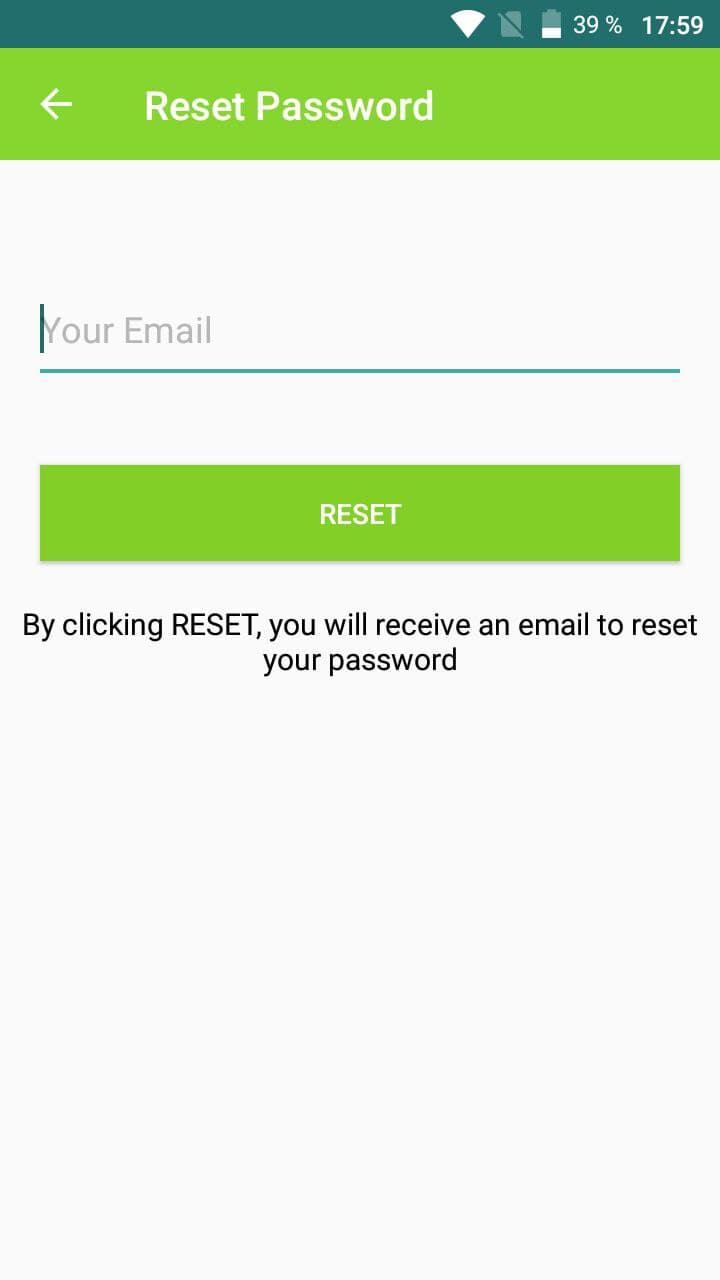 39 % 17:59
Reset Password
Your Email
RESET
By clicking RESET, you will receive an email to reset
your password